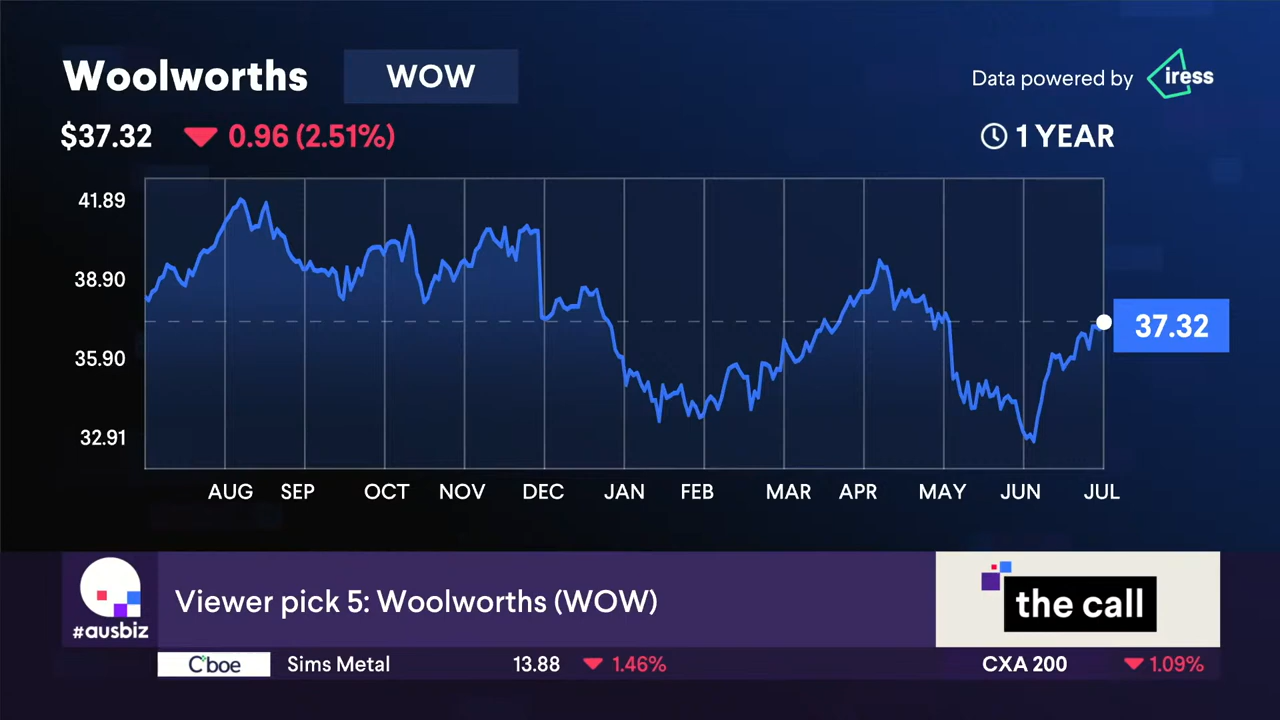 Woolworths WOW
Data powered by iress
$37.32 0.96 (2.51%)
1 YEAR
41.89
38.90
35.90
32.91
37.32
AUG SEP OCT NOV DEC JAN FEB MAR APR MAY JUN JUL
#ausbiz
Viewer pick 5: Woolworths (WOW)
the call
Cboe Sims Metal 13.88 1.46% CXA 200 1.09%